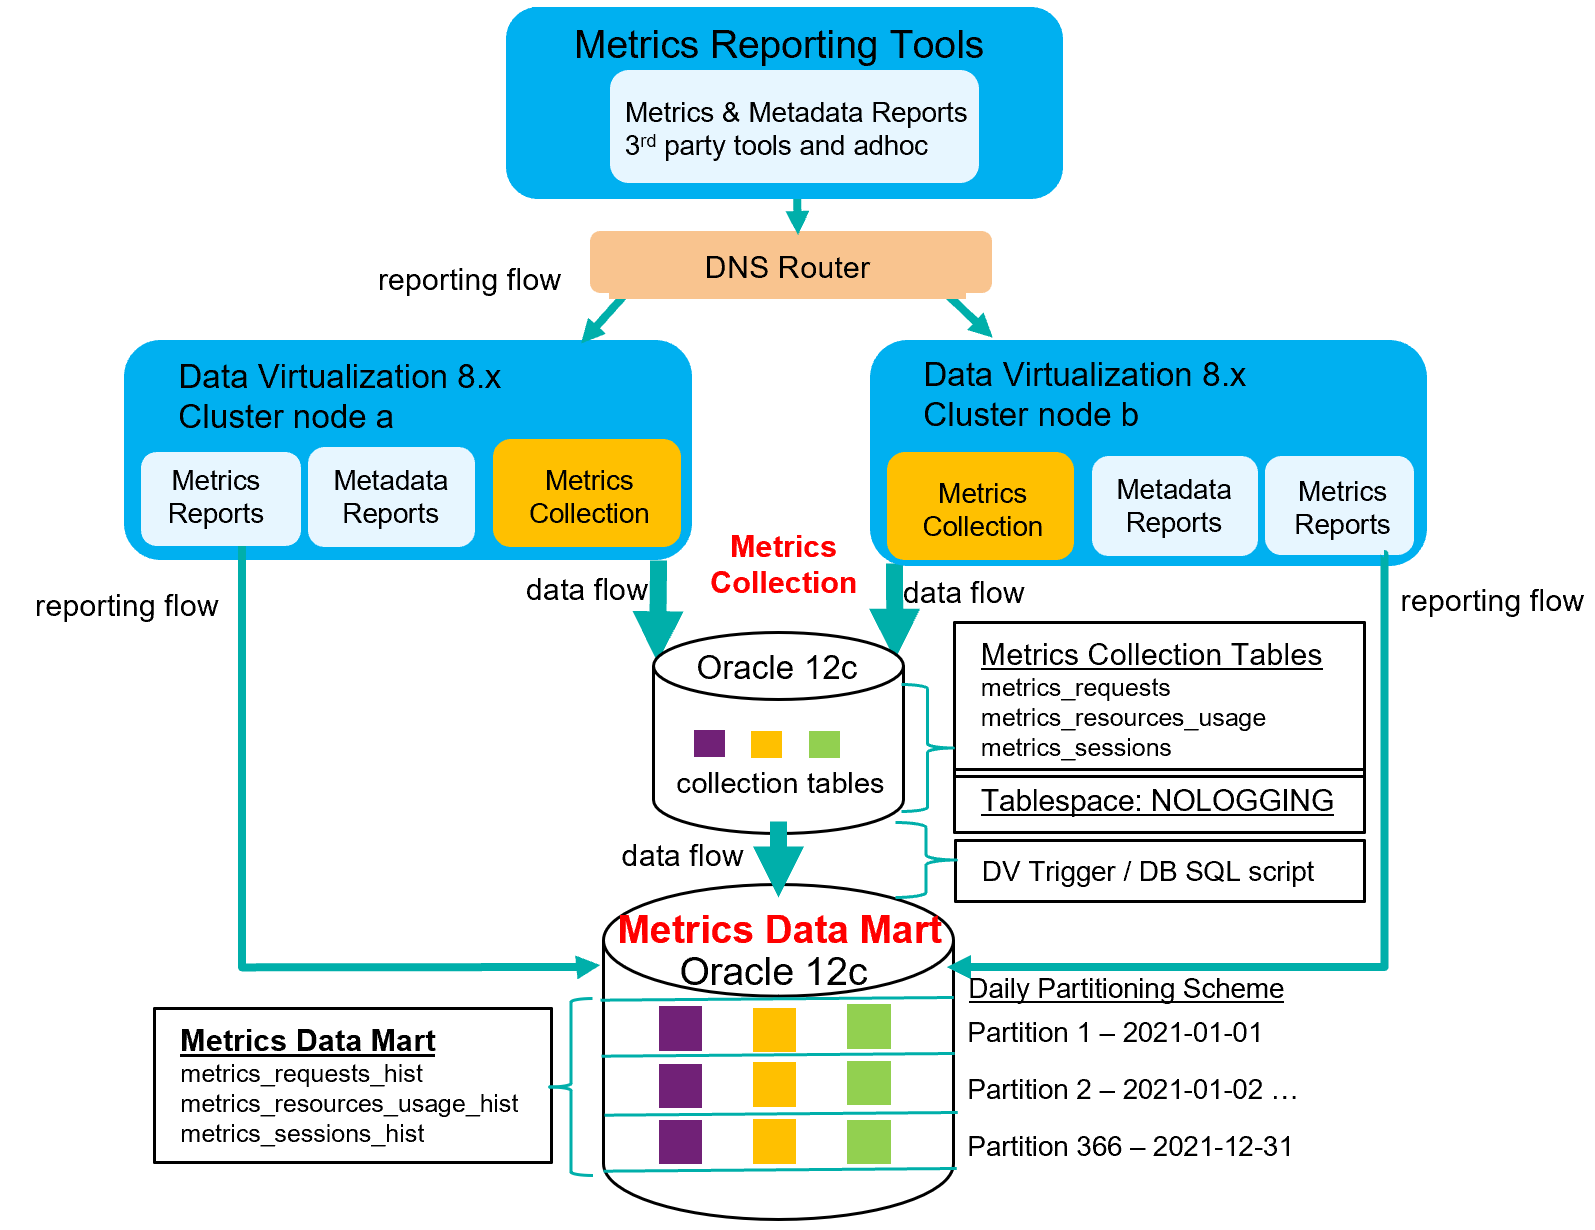 Metrics Reporting Tools
Metrics & Metadata Reports
3rd party tools and adhoc
DNS Router
reporting flow
Data Virtualization 8.x
Cluster node a
Metrics
Reports
Metadata
Reports
Metrics
Collection
Data Virtualization 8.x
Cluster node b
Metrics
Collection
Metadata
Reports
Metrics
Reports
Metrics
Collection
data flow
data flow
reporting flow
reporting flow
Oracle 12c
collection tables
Metrics Collection Tables
metrics_requests
metrics_resources_usage
metrics_sessions
Tablespace: NOLOGGING
data flow
DV Trigger / DB SQL script
Metrics Data Mart
Oracle 12c
Daily Partitioning Scheme
Partition 1 – 2021-01-01
Partition 2 – 2021-01-02 …
Partition 366 – 2021-12-31
Metrics Data Mart
metrics_requests_hist
metrics_resources_usage_hist
metrics_sessions_hist